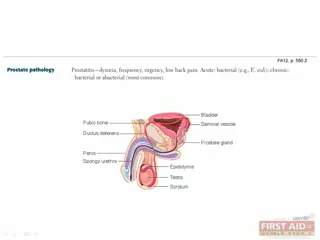 FA12, p. 550.2
Prostate pathology
Prostatitis—dysuria, frequency, urgency, low back pain. Acute: bacterial (e.g., E. coli); chronic:
bacterial or abacterial (most common).
Bladder
Pubic bone
Seminal vesicle
Ductus deferens
Prostate gland
Penis
Spongy urethra
Epididymis
Testis
Scrotum
FIRST AID